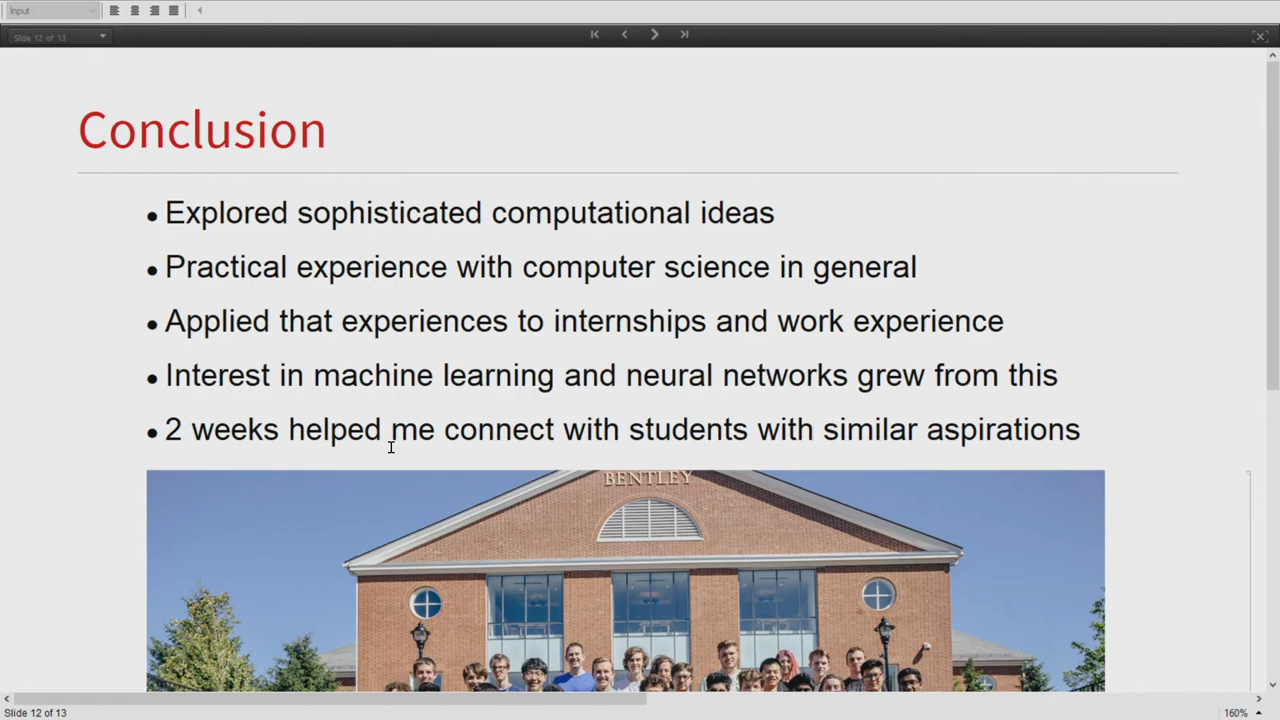 Input
Slide 12 of 13
Conclusion
• Explored sophisticated computational ideas
• Practical experience with computer science in general
• Applied that experiences to internships and work experience
• Interest in machine learning and neural networks grew from this
• 2 weeks helped me connect with students with similar aspirations
BENTLEY
Slide 12 of 13
160%